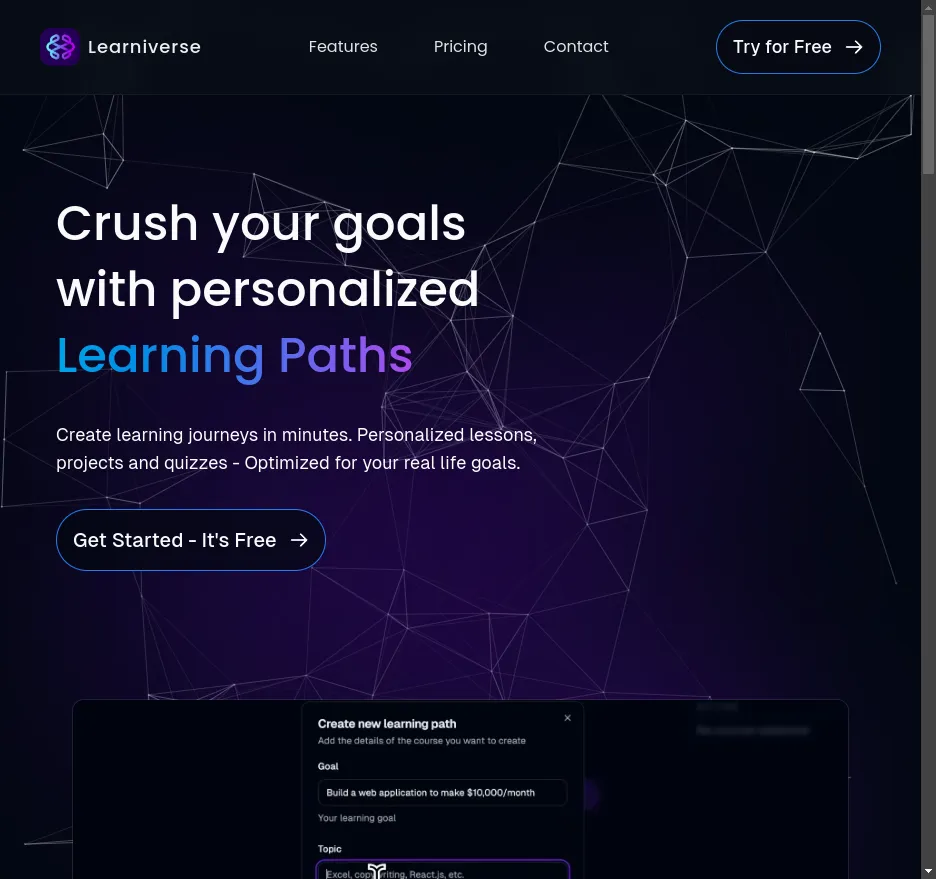 Learniverse
Features
Pricing
Contact
Try for Free
Crush your goals
with personalized
Learning Paths
Create learning journeys in minutes. Personalized lessons,
projects and quizzes - Optimized for your real life goals.
Get Started - It's Free
Create new learning path
Add the details of the course you want to create
Goal
Build a web application to make $10,000/month
Your learning goal
Topic
Excel, copywriting, React.js, etc.